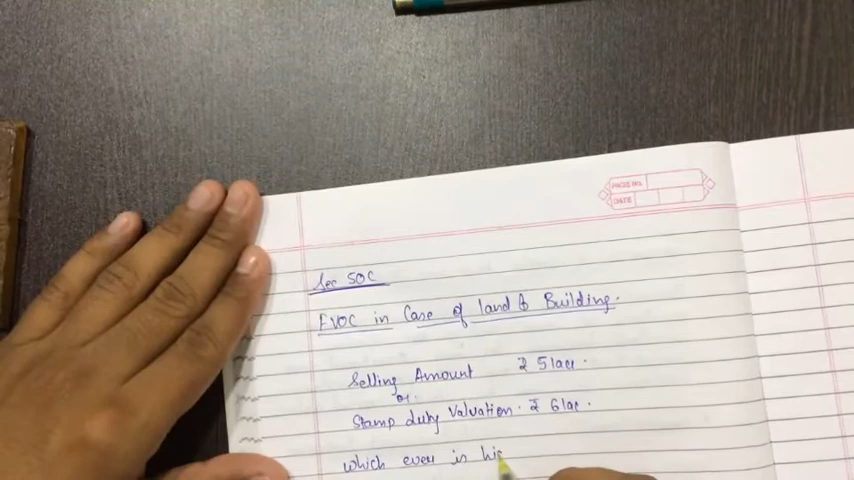 PAGE NO.
DATE
Sec 50C
FVOC in Case of land & Building.
Selling Amount ₹ 5 lac.
or.
Stamp duty Valuation. ₹ 6 lac.
which ever is hi